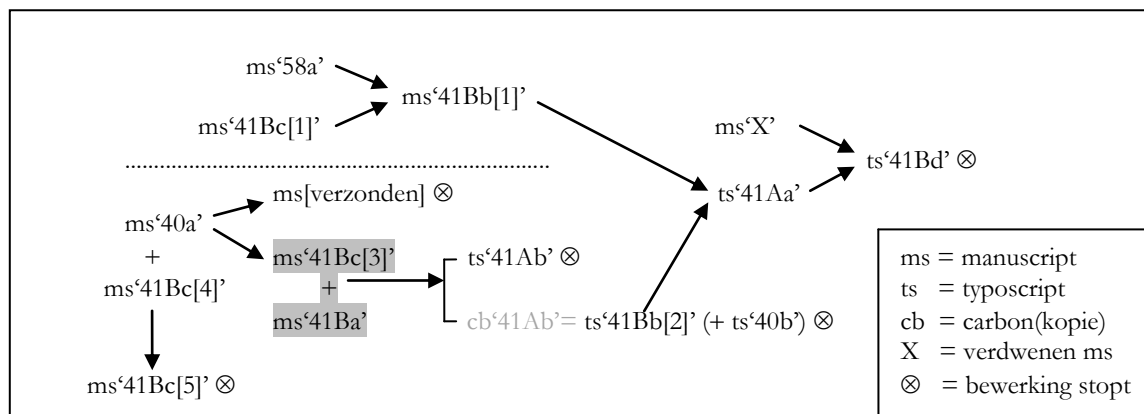 ms‘58a’
ms‘41Bb[1]’
ms‘41Bc[1]’
ms‘X’
ts‘41Bd’ ⊗
ms[verzonden] ⊗
ts‘41Aa’
ms‘40a’
+
ms‘41Bc[4]’
ms‘41Bc[5]’ ⊗
ms‘41Bc[3]’
+
ms‘41Ba’
ts‘41Ab’ ⊗
cb‘41Ab’= ts‘41Bb[2]’ (+ ts‘40b’) ⊗
ms = manuscript
ts = typoscript
cb = carbon(kopie)
X = verdwenen ms
⊗ = bewerking stopt